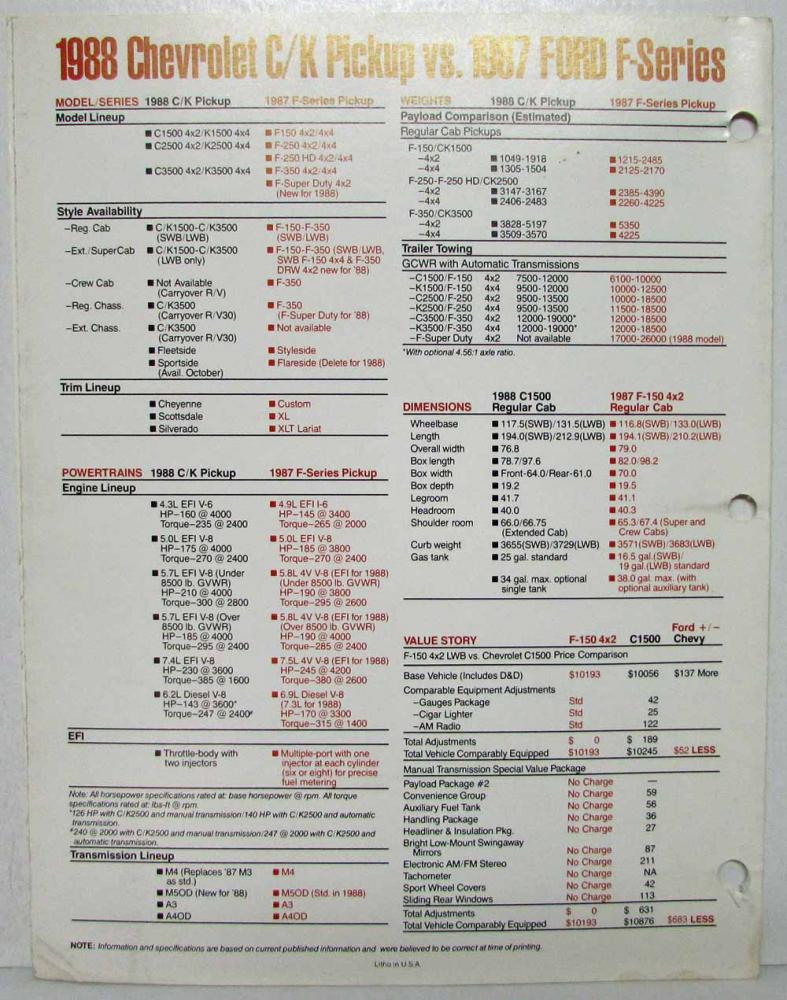 1988 Chevrolet C/K Pickup vs. 1987 FORD F-Series
MODEL/SERIES 1988 C/K Pickup 1987 F-Series Pickup
Model Lineup
■ C1500 4x2/K1500 4x4 ■ F150 4x2/4x4
■ C2500 4x2/K2500 4x4 ■ F-250 4x2/4x4
■ F-250 HD 4x2/4x4
■ C3500 4x2/K3500 4x4 ■ F-350 4x2/4x4
■ F-Super Duty 4x2
(New for 1988)
Style Availability
–Reg. Cab ■ C/K1500-C/K3500 ■ F-150-F-350
(SWB/LWB) (SWB/LWB)
–Ext./SuperCab ■ C/K1500-C/K3500 ■ F-150-F-350 (SWB/LWB,
(LWB only) SWB F-150 4x4 & F-350
DRW 4x2 new for '88)
–Crew Cab ■ Not Available ■ F-350
(Carryover R/V)
–Reg. Chass. ■ C/K3500 ■ F-350
(Carryover R/V30) (F-Super Duty for '88)
–Ext. Chass. ■ C/K3500 ■ Not available
(Carryover R/V30)
■ Fleetside ■ Styleside
■ Sportside ■ Flareside (Delete for 1988)
(Avail. October)
Trim Lineup
■ Cheyenne ■ Custom
■ Scottsdale ■ XL
■ Silverado ■ XLT Lariat
POWERTRAINS 1988 C/K Pickup 1987 F-Series Pickup
Engine Lineup
■ 4.3L EFI V-6 ■ 4.9L EFI I-6
HP–160 @ 4000 HP–145 @ 3400
Torque–235 @ 2400 Torque–265 @ 2000
■ 5.0L EFI V-8 ■ 5.0L EFI V-8
HP–175 @ 4000 HP–185 @ 3800
Torque–270 @ 2400 Torque–270 @ 2400
■ 5.7L EFI V-8 (Under ■ 5.8L 4V V-8 (EFI for 1988)
8500 lb. GVWR) (Under 8500 lb. GVWR)
HP–210 @ 4000 HP–190 @ 3800
Torque–300 @ 2800 Torque–295 @ 2600
■ 5.7L EFI V-8 (Over ■ 5.8L 4V V-8 (EFI for 1988)
8500 lb. GVWR) (Over 8500 lb. GVWR)
HP–185 @ 4000 HP–190 @ 4000
Torque–295 @ 2400 Torque–285 @ 2400
■ 7.4L EFI V-8 ■ 7.5L 4V V-8 (EFI for 1988)
HP–230 @ 3600 HP–245 @ 4200
Torque–385 @ 1600 Torque–380 @ 2600
■ 6.2L Diesel V-8 ■ 6.9L Diesel V-8
HP–143 @ 3600* (7.3L for 1988)
Torque–247 @ 2400# HP–170 @ 3300
Torque–315 @ 1400
EFI
■ Throttle-body with ■ Multiple-port with one
two injectors injector at each cylinder
(six or eight) for precise
fuel metering
Note: All horsepower specifications rated at: base horsepower @ rpm. All torque
specifications rated at: lbs-ft @ rpm.
*126 HP with C/K2500 and manual transmission/140 HP with C/K2500 and automatic
transmission.
#240 @ 2000 with C/K2500 and manual transmission/247 @ 2000 with C/K2500 and
automatic transmission.
Transmission Lineup
■ M4 (Replaces '87 M3 ■ M4
as std.)
■ M5OD (New for '88) ■ M5OD (Std. in 1988)
■ A3 ■ A3
■ A4OD ■ A4OD
WEIGHTS 1988 C/K Pickup 1987 F-Series Pickup
Payload Comparison (Estimated)
Regular Cab Pickups
F-150/CK1500
–4x2 ■ 1049-1918 ■ 1215-2485
–4x4 ■ 1305-1504 ■ 2125-2170
F-250-F-250 HD/CK2500
–4x2 ■ 3147-3167 ■ 2385-4390
–4x4 ■ 2406-2483 ■ 2260-4225
F-350/CK3500
–4x2 ■ 3828-5197 ■ 5350
–4x4 ■ 3509-3570 ■ 4225
Trailer Towing
GCWR with Automatic Transmissions
–C1500/F-150 4x2 7500-12000 6100-10000
–K1500/F-150 4x4 9500-12000 10000-12500
–C2500/F-250 4x2 9500-13500 10000-18500
–K2500/F-250 4x4 9500-13500 11500-18500
–C3500/F-350 4x2 12000-19000* 12000-18500
–K3500/F-350 4x4 12000-19000* 12000-18500
–F-Super Duty 4x2 Not available 17000-26000 (1988 model)
*With optional 4.56:1 axle ratio.
DIMENSIONS 1988 C1500 Regular Cab 1987 F-150 4x2 Regular Cab
Wheelbase ■ 117.5(SWB)/131.5(LWB) ■ 116.8(SWB)/133.0(LWB)
Length ■ 194.0(SWB)/212.9(LWB) ■ 194.1(SWB)/210.2(LWB)
Overall width ■ 76.8 ■ 79.0
Box length ■ 78.7/97.6 ■ 82.0/98.2
Box width ■ Front-64.0/Rear-61.0 ■ 70.0
Box depth ■ 19.2 ■ 19.5
Legroom ■ 41.7 ■ 41.1
Headroom ■ 40.0 ■ 40.3
Shoulder room ■ 66.0/66.75 ■ 65.3/67.4 (Super and
(Extended Cab) Crew Cabs)
Curb weight ■ 3655(SWB)/3729(LWB) ■ 3571(SWB)/3683(LWB)
Gas tank ■ 25 gal. standard ■ 16.5 gal.(SWB)/
19 gal.(LWB) standard
■ 34 gal. max. optional ■ 38.0 gal. max. (with
single tank optional auxiliary tank)
VALUE STORY F-150 4x2 C1500 Ford +/– Chevy
F-150 4x2 LWB vs. Chevrolet C1500 Price Comparison
Base Vehicle (Includes D&D) $10193 $10056 $137 More
Comparable Equipment Adjustments
–Gauges Package Std 42
–Cigar Lighter Std 25
–AM Radio Std 122
Total Adjustments $ 0 $ 189
Total Vehicle Comparably Equipped $10193 $10245 $52 LESS
Manual Transmission Special Value Package
Payload Package #2 No Charge —
Convenience Group No Charge 59
Auxiliary Fuel Tank No Charge 56
Handling Package No Charge 36
Headliner & Insulation Pkg. No Charge 27
Bright Low-Mount Swingaway
Mirrors No Charge 87
Electronic AM/FM Stereo No Charge 211
Tachometer No Charge NA
Sport Wheel Covers No Charge 42
Sliding Rear Windows No Charge 113
Total Adjustments $ 0 $ 631
Total Vehicle Comparably Equipped $10193 $10876 $683 LESS
NOTE: Information and specifications are based on current published information and were believed to be correct at time of printing.
Litho in U.S.A.